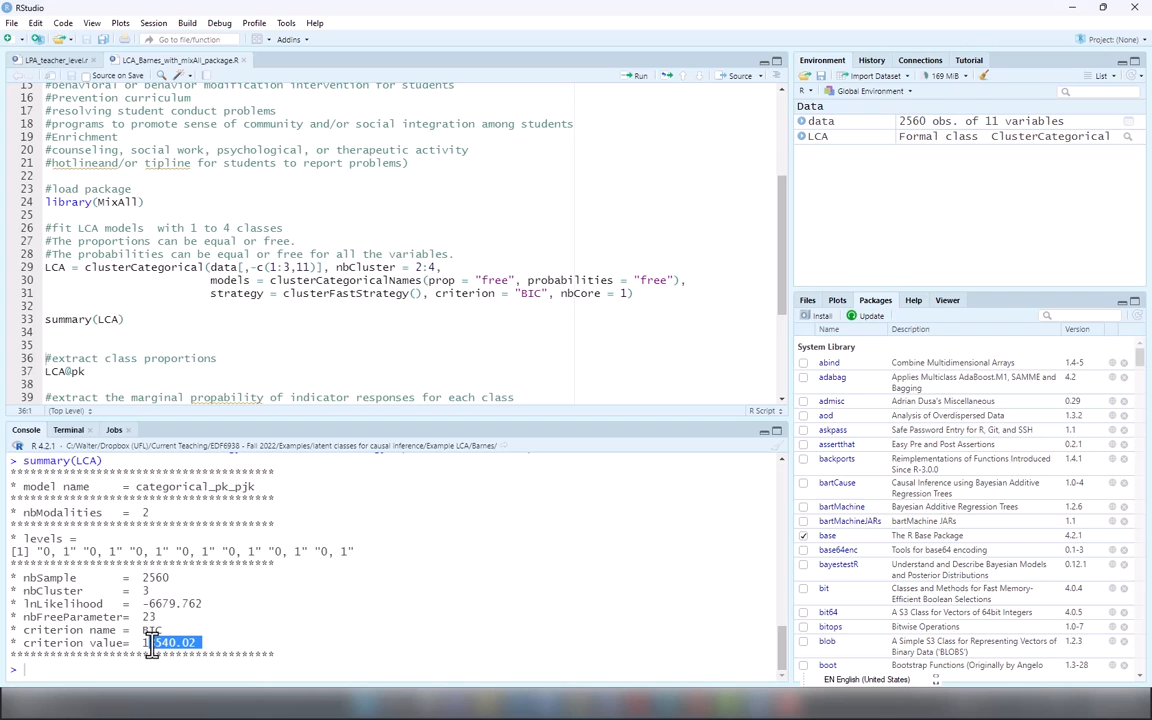 RStudio
File Edit Code View Plots Session Build Debug Profile Tools Help
Go to file/function Addins Project: (None)
LPA_teacher_level.r LCA_Barnes_with_mixAll_package.R
Source on Save Run Source
15 #behavioral or behavior modification intervention for students
16 #Prevention curriculum
17 #resolving student conduct problems
18 #programs to promote sense of community and/or social integration among students
19 #Enrichment
20 #counseling, social work, psychological, or therapeutic activity
21 #hotlineand/or tipline for students to report problems)
22
23 #load package
24 library(MixAll)
25
26 #fit LCA models  with 1 to 4 classes
27 #The proportions can be equal or free.
28 #The probabilities can be equal or free for all the variables.
29 LCA = clusterCategorical(data[,-c(1:3,11)], nbCluster = 2:4,
30 models = clusterCategoricalNames(prop = "free", probabilities = "free"),
31 strategy = clusterFastStrategy(), criterion = "BIC", nbCore = 1)
32
33 summary(LCA)
34
35
36 #extract class proportions
37 LCA@pk
38
39 #extract the marginal propability of indicator responses for each class
36:1 (Top Level) R Script
Console Terminal Jobs
R 4.2.1 · C:/Walter/Dropbox (UFL)/Current Teaching/EDF6938 - Fall 2022/Examples/latent classes for causal inference/Example LCA/Barnes/
> summary(LCA)
****************************************
* model name    = categorical_pk_pjk
****************************************
* nbModalities  =  2
****************************************
* levels =
[1] "0, 1" "0, 1" "0, 1" "0, 1" "0, 1" "0, 1" "0, 1"
****************************************
* nbSample       =  2560
* nbCluster      =  3
* lnLikelihood   =  -6679.762
* nbFreeParameter=  23
* criterion name =  BIC
* criterion value=  540.02
****************************************
>
Environment History Connections Tutorial
Import Dataset 169 MiB List
R Global Environment
Data
data 2560 obs. of 11 variables
LCA Formal class ClusterCategorical
Files Plots Packages Help Viewer
Install Update
Name Description Version
System Library
abind Combine Multidimensional Arrays 1.4-5
adabag Applies Multiclass AdaBoost.M1, SAMME and Bagging 4.2
admisc Adrian Dusa's Miscellaneous 0.29
aod Analysis of Overdispersed Data 1.3.2
askpass Safe Password Entry for R, Git, and SSH 1.1
assertthat Easy Pre and Post Assertions 0.2.1
backports Reimplementations of Functions Introduced Since R-3.0.0 1.4.1
bartCause Causal Inference using Bayesian Additive Regression Trees 1.0-4
bartMachine Bayesian Additive Regression Trees 1.2.6
bartMachineJARs bartMachine JARs 1.1
base The R Base Package 4.2.1
base64enc Tools for base64 encoding 0.1-3
bayestestR Understand and Describe Bayesian Models and Posterior Distributions 0.12.1
bit Classes and Methods for Fast Memory-Efficient Boolean Selections 4.0.4
bit64 A S3 Class for Vectors of 64bit Integers 4.0.5
bitops Bitwise Operations 1.0-7
blob A Simple S3 Class for Representing Vectors of Binary Data ('BLOBS') 1.2.3
boot Bootstrap Functions (Originally by Angelo 1.3-28
EN English (United States)